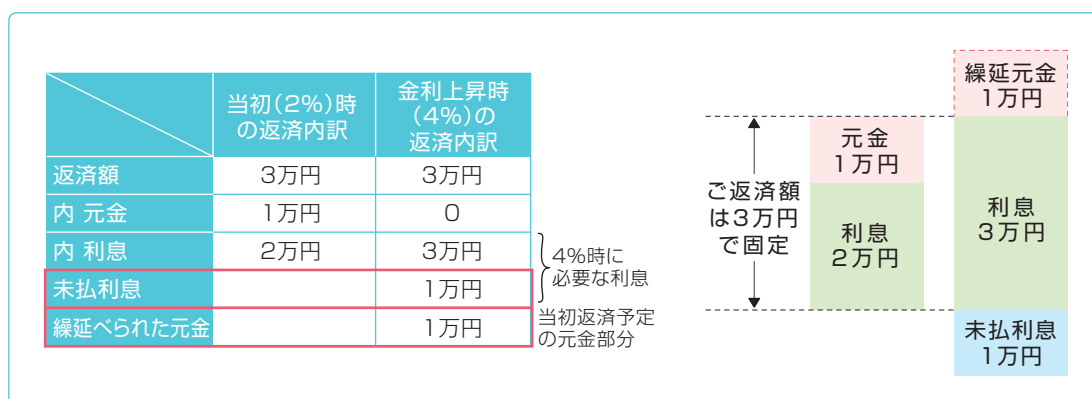 当初(2%)時
の返済内訳
金利上昇時
(4%)の
返済内訳
返済額
3万円
3万円
内 元金
1万円
0
内 利息
2万円
3万円
未払利息
1万円
繰延べられた元金
1万円
4%時に
必要な利息
当初返済予定
の元金部分
ご返済額
は3万円
で固定
元金
1万円
利息
2万円
繰延元金
1万円
利息
3万円
未払利息
1万円